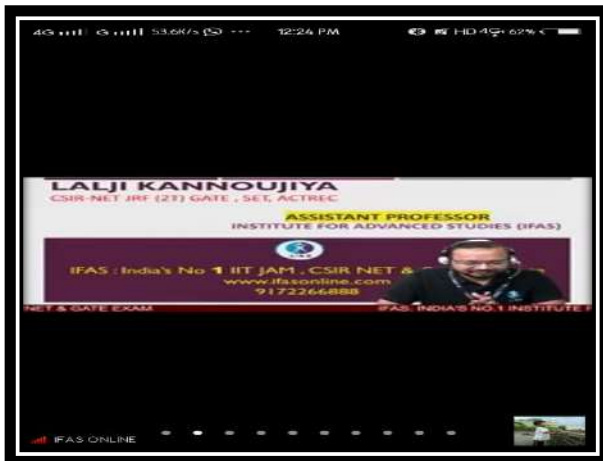 53.6K/s 12:24 PM HD 4G 62%
LALJI KANNOUJIYA
CSIR-NET JRF (2T) GATE , SET, ACTREC
ASSISTANT PROFESSOR
INSTITUTE FOR ADVANCED STUDIES (IFAS)
IFAS : India's No 1 IIT JAM , CSIR NET &
www.ifasonline.com
9172266888
NET & GATE EXAM
IFAS: INDIA'S NO.1 INSTITUTE
IFAS ONLINE